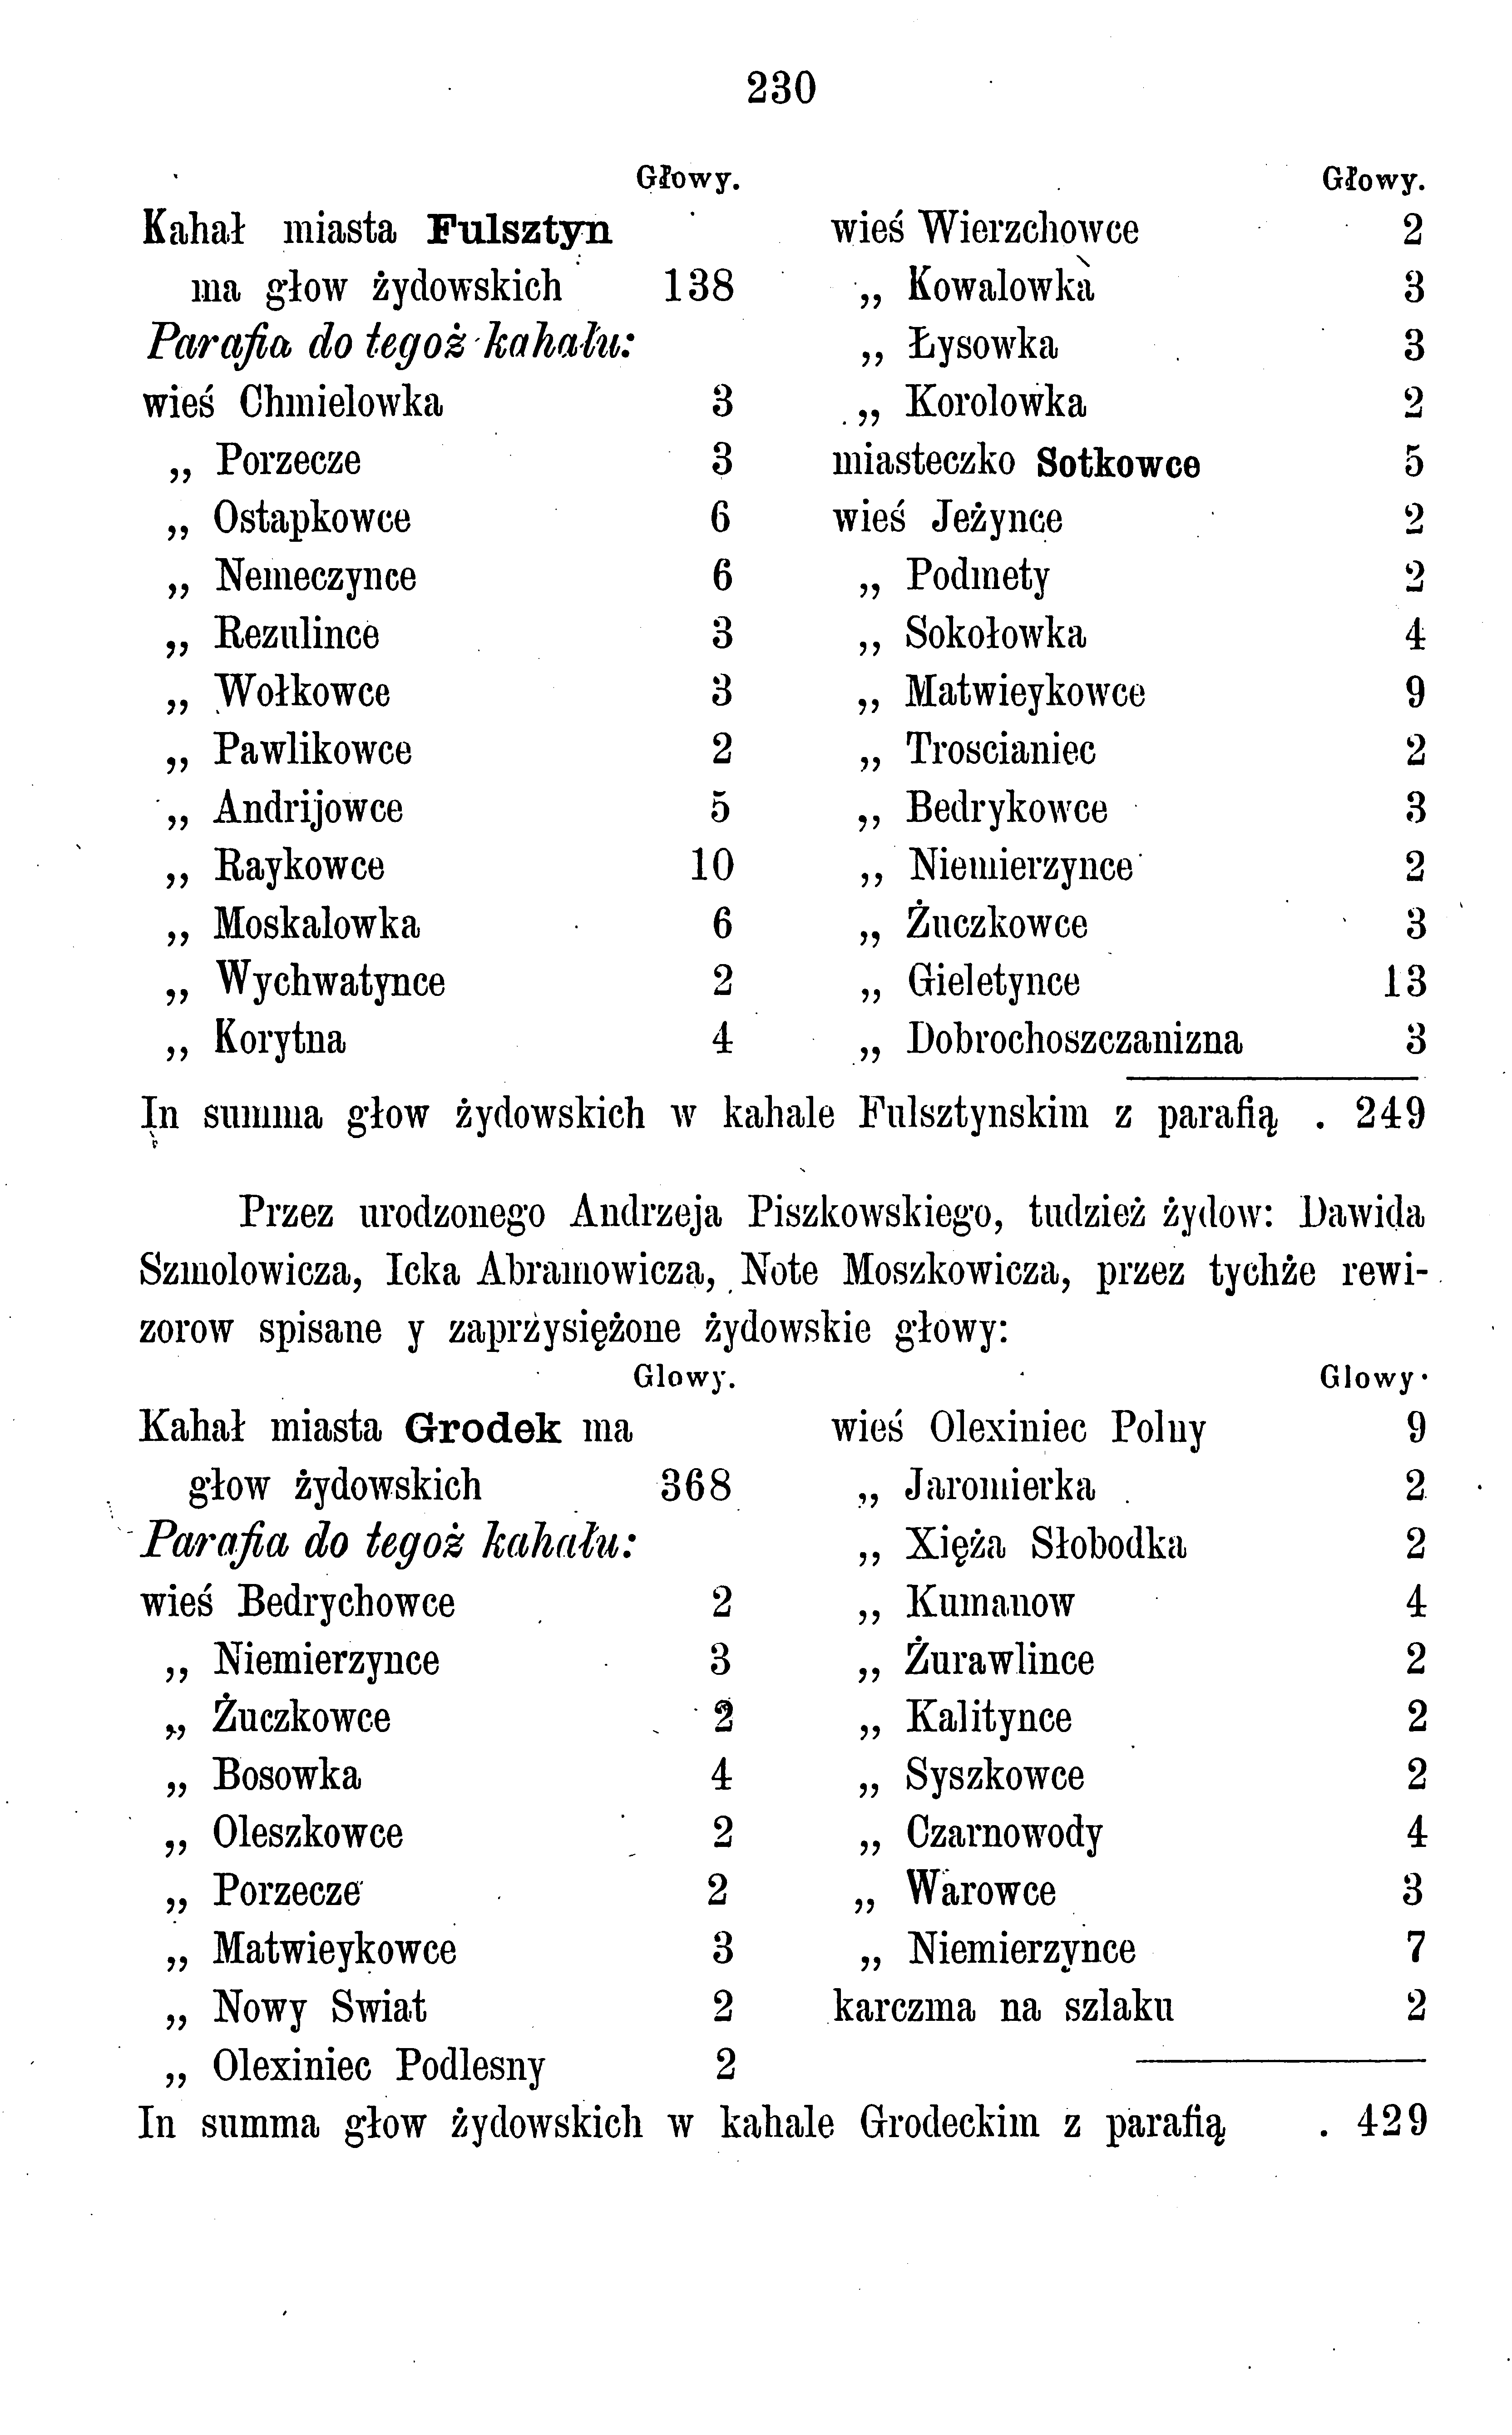 230
Głowy.
Kahał miasta Fulsztyn
ma głow żydowskich 138
Parafia do tegoż kahału:
wieś Chmielowka 3
„ Porzecze 3
„ Ostapkowce 6
„ Nemeczynce 6
„ Rezulince 3
„ Wołkowce 3
„ Pawlikowce 2
„ Andrijowce 5
„ Raykowce 10
„ Moskalowka 6
„ Wychwatynce 2
„ Korytna 4
Głowy.
wieś Wierzchowce 2
„ Kowalowka 3
„ Łysowka 3
„ Korolowka 2
miasteczko Sotkowce 5
wieś Jeżynce 2
„ Podmety 2
„ Sokołowka 4
„ Matwieykowce 9
„ Troscianiec 2
„ Bedrykowce 3
„ Niemierzynce 2
„ Żuczkowce 3
„ Gieletynce 13
„ Dobrochoszczanizna 3
In summa głow żydowskich w kahale Fulsztynskim z parafią . 249
Przez urodzonego Andrzeja Piszkowskiego, tudzież żydow: Dawida
Szmolowicza, Icka Abramowicza, Note Moszkowicza, przez tychże rewi-
zorow spisane y zaprzysiężone żydowskie głowy:
Glowy.
Kahał miasta Grodek ma
głow żydowskich 368
Parafia do tegoż kahału:
wieś Bedrychowce 2
„ Niemierzynce 3
„ Żuczkowce 2
„ Bosowka 4
„ Oleszkowce 2
„ Porzecze 2
„ Matwieykowce 3
„ Nowy Swiat 2
„ Olexiniec Podlesny 2
Glowy.
wieś Olexiniec Polny 9
„ Jaromierka 2
„ Xięża Słobodka 2
„ Kumanow 4
„ Żurawlince 2
„ Kalitynce 2
„ Syszkowce 2
„ Czarnowody 4
„ Warowce 3
„ Niemierzynce 7
karczma na szlaku 2
In summa głow żydowskich w kahale Grodeckim z parafią . 429